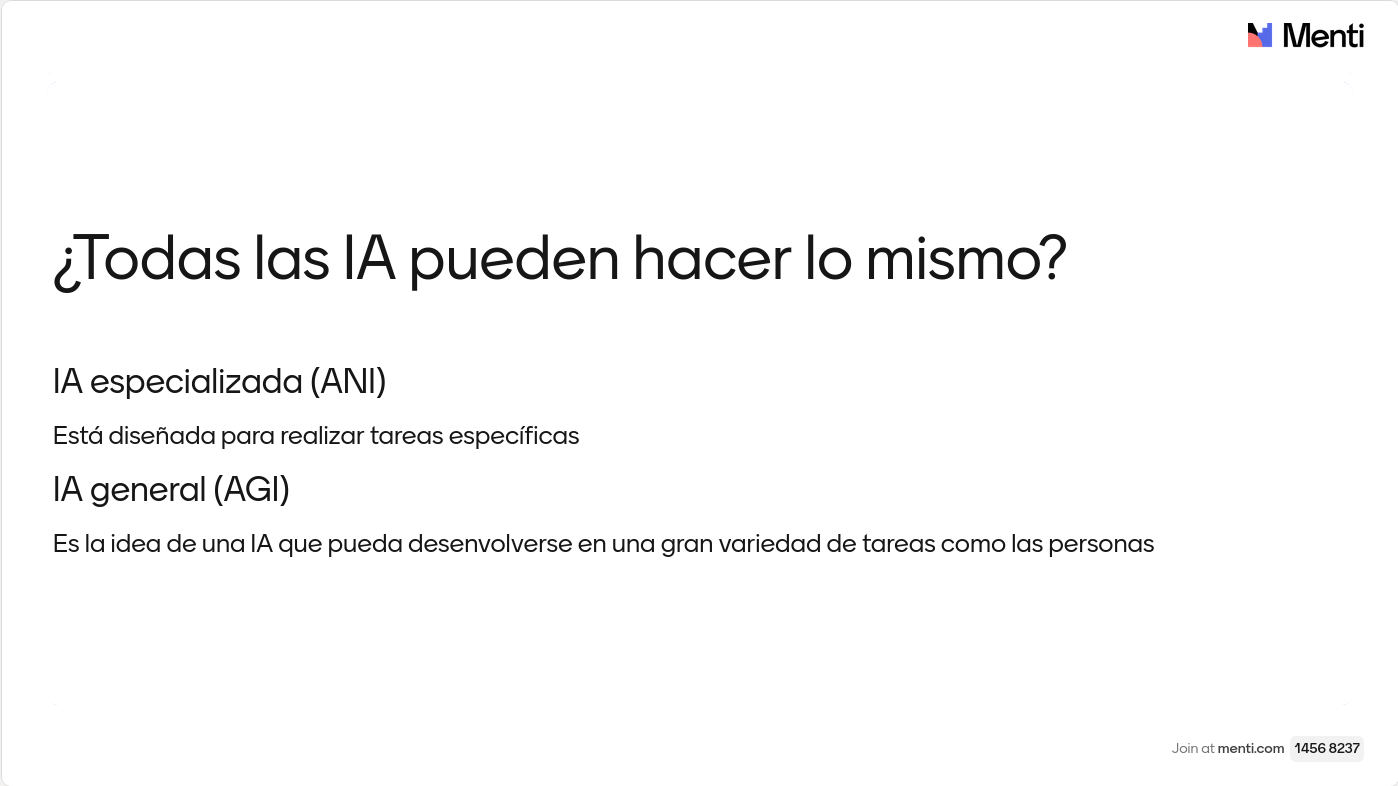 Menti
¿Todas las IA pueden hacer lo mismo?
IA especializada (ANI)
Está diseñada para realizar tareas específicas
IA general (AGI)
Es la idea de una IA que pueda desenvolverse en una gran variedad de tareas como las personas
Join at menti.com 1456 8237